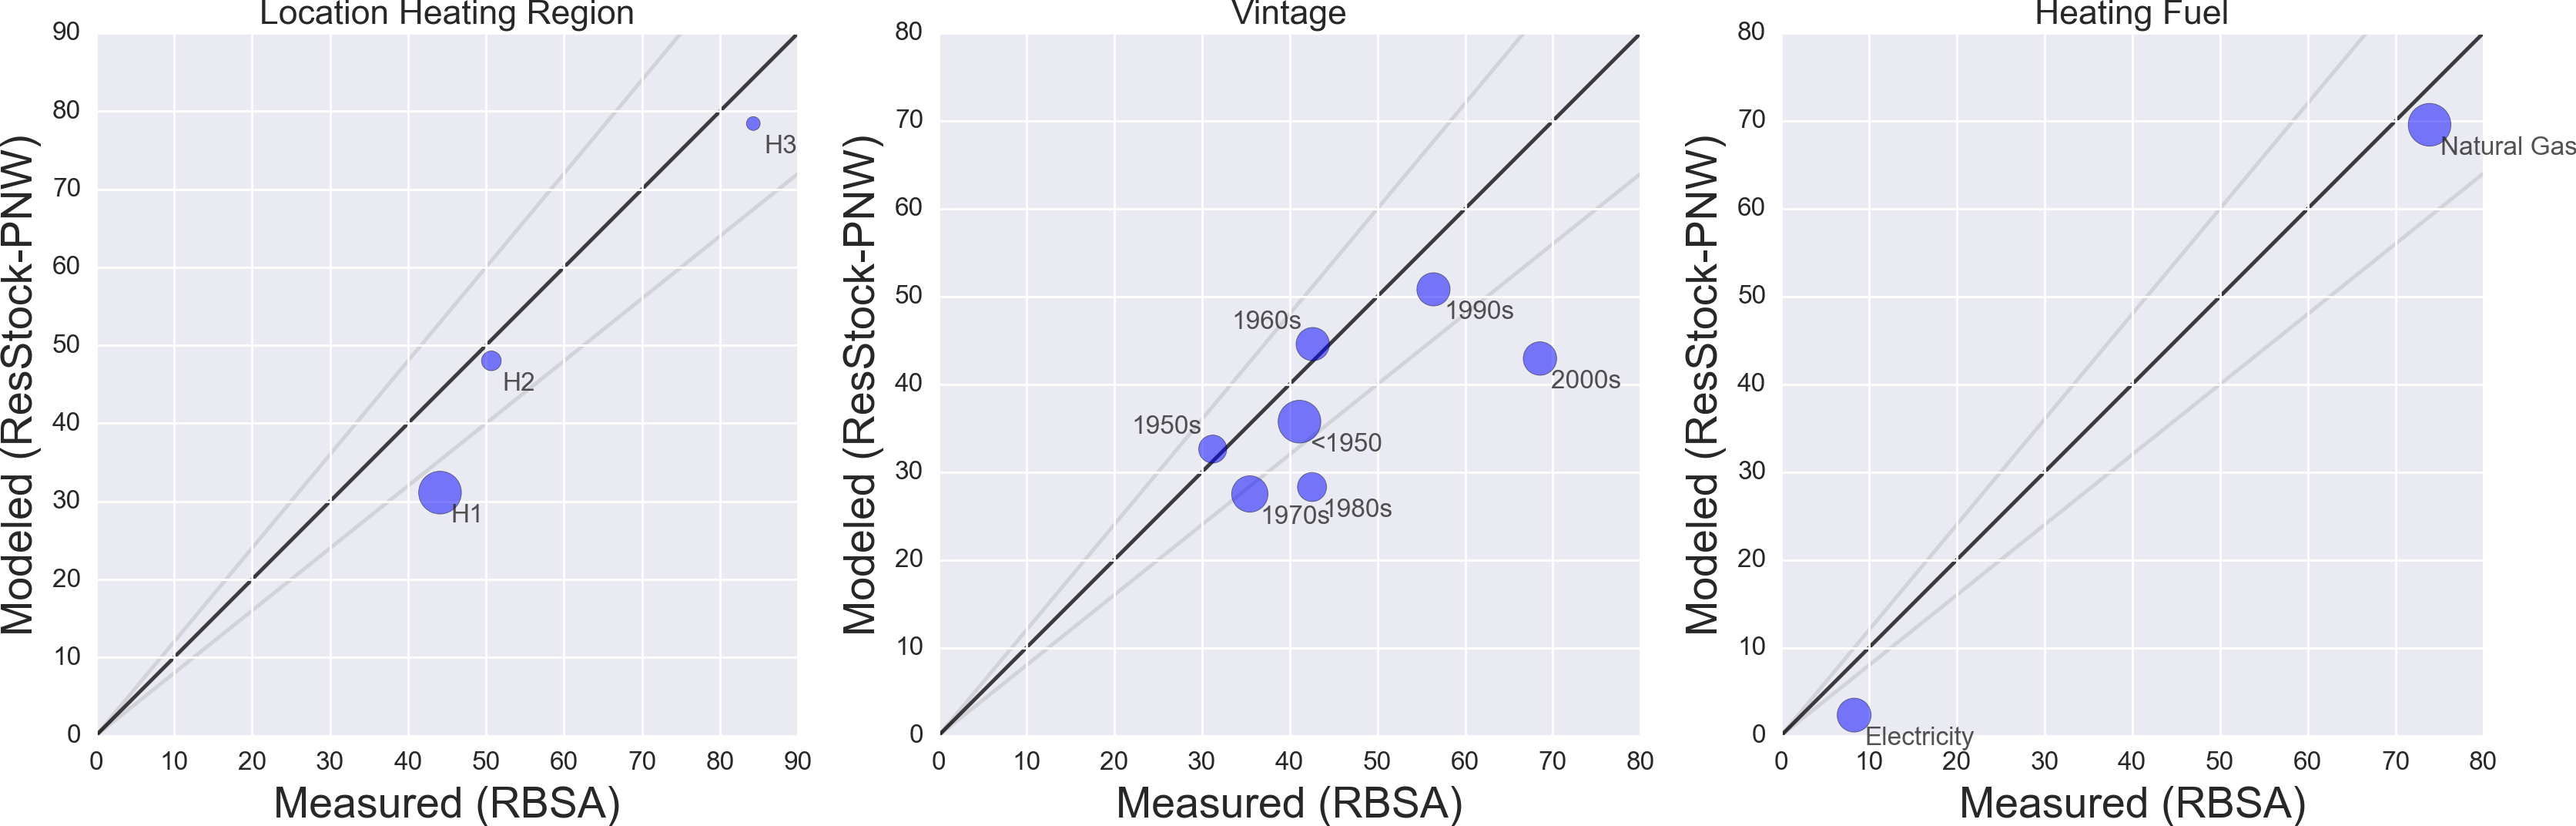 Location Heating Region
90
80
70
60
50
40
30
20
10
0
Modeled (ResStock-PNW)
H3
H2
H1
0 10 20 30 40 50 60 70 80 90
Measured (RBSA)
Vintage
80
70
60
50
40
30
20
10
0
Modeled (ResStock-PNW)
1990s
1960s
2000s
1950s
<1950
1980s
1970s
0 10 20 30 40 50 60 70 80
Measured (RBSA)
Heating Fuel
80
70
60
50
40
30
20
10
0
Modeled (ResStock-PNW)
Natural Gas
Electricity
0 10 20 30 40 50 60 70 80
Measured (RBSA)